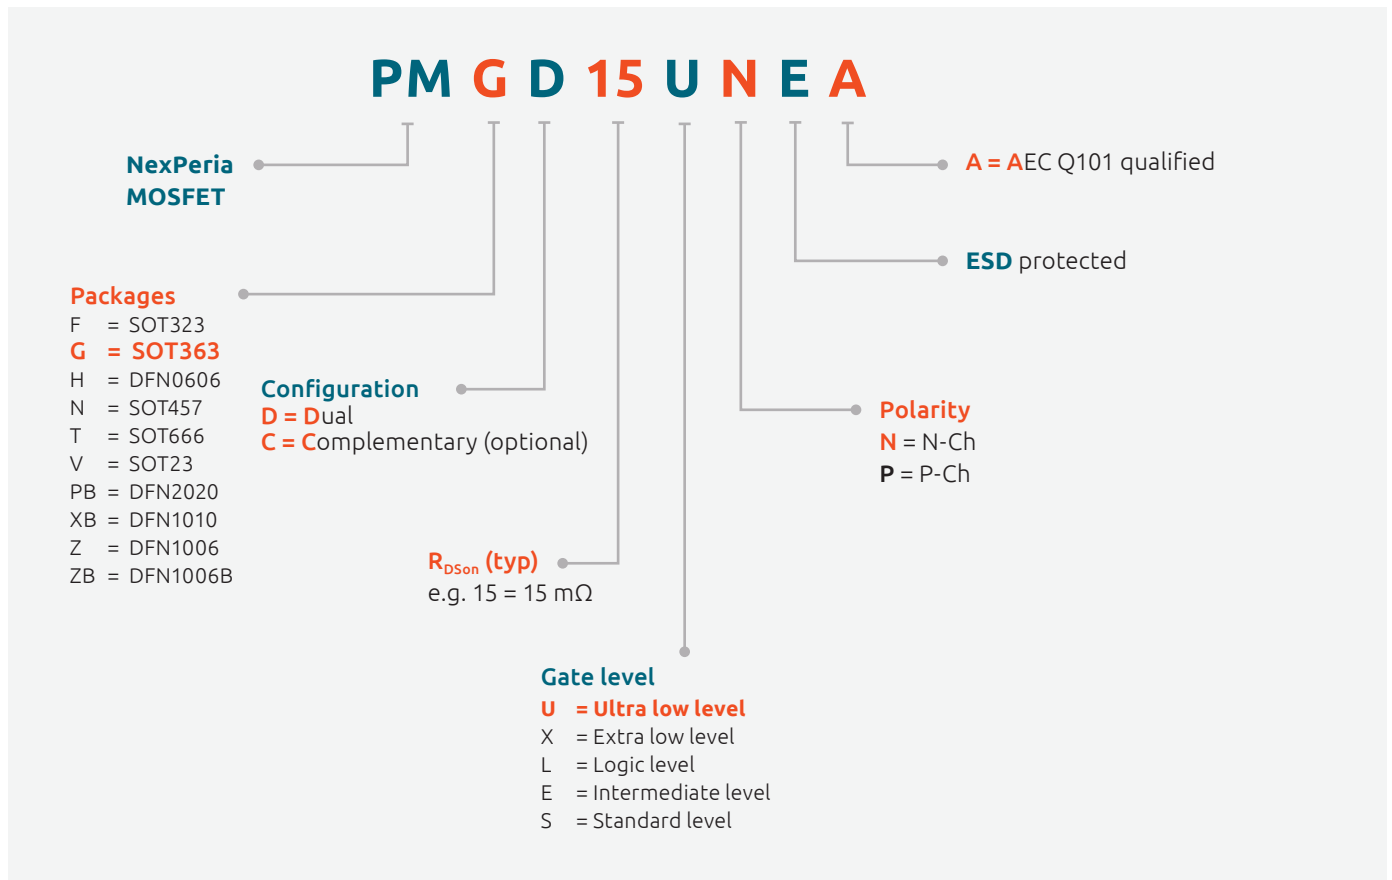 PM G D 15 U N E A
NexPeria
MOSFET
A = AEC Q101 qualified
ESD protected
Packages
F = SOT323
G = SOT363
H = DFN0606
N = SOT457
T = SOT666
V = SOT23
PB = DFN2020
XB = DFN1010
Z = DFN1006
ZB = DFN1006B
Configuration
D = Dual
C = Complementary (optional)
Polarity
N = N-Ch
P = P-Ch
RDSon (typ)
e.g. 15 = 15 mΩ
Gate level
U = Ultra low level
X = Extra low level
L = Logic level
E = Intermediate level
S = Standard level